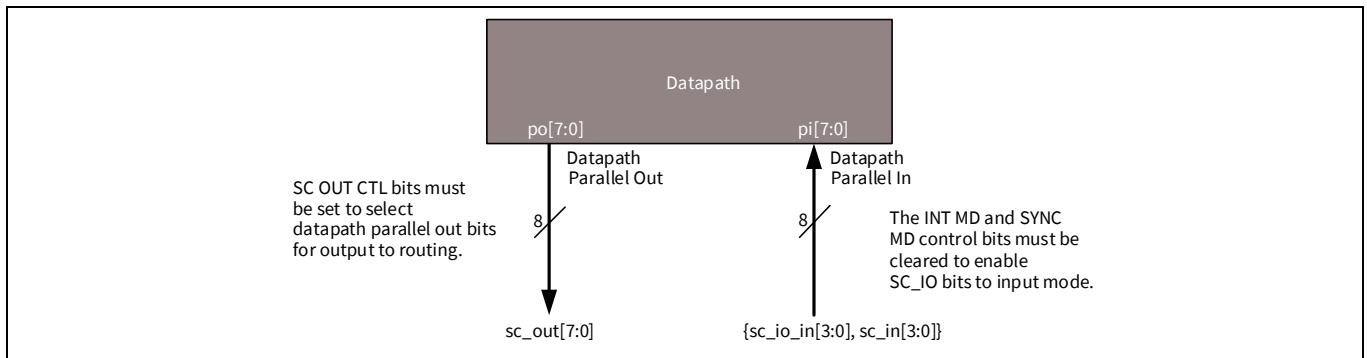 Datapath
po[7:0]
pi[7:0]
Datapath
Parallel Out
Datapath
Parallel In
SC OUT CTL bits must
be set to select
datapath parallel out bits
for output to routing.
8
8
The INT MD and SYNC
MD control bits must be
cleared to enable
SC_IO bits to input mode.
sc_out[7:0]
{sc_io_in[3:0], sc_in[3:0]}